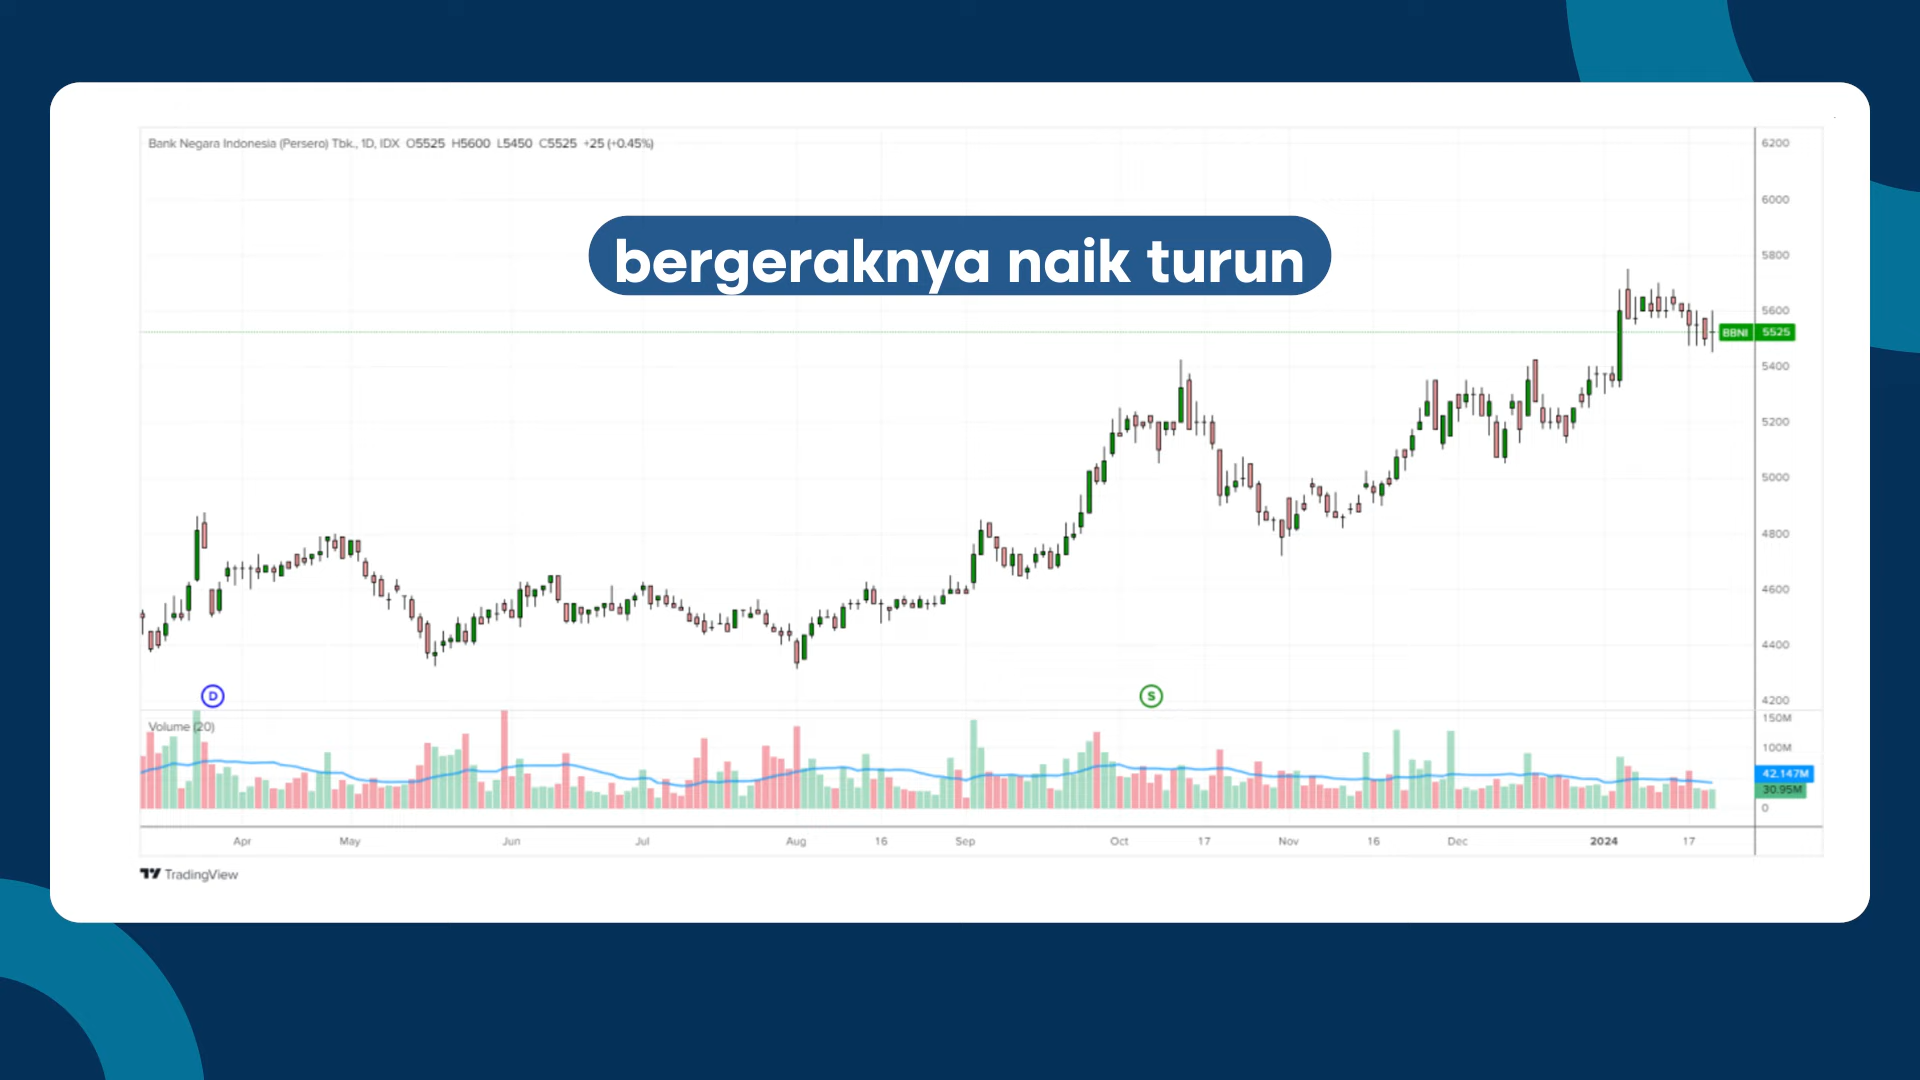 Bank Negara Indonesia (Persero) Tbk., 1D, IDX O5525 H5600 L5450 C5525 +25 (+0.45%)
bergeraknya naik turun
6200
6000
5800
5600
BBNI 5525
5400
5200
5000
4800
4600
4400
4200
D
S
Volume (20)
150M
100M
42.147M
30.95M
0
Apr May Jun Jul Aug 16 Sep Oct 17 Nov 16 Dec 2024 17
TradingView